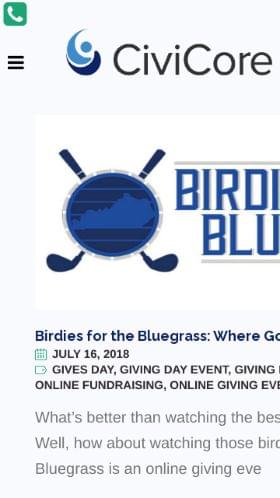 CiviCore
BIRDI
BLU
Birdies for the Bluegrass: Where Go
JULY 16, 2018
GIVES DAY, GIVING DAY EVENT, GIVING
ONLINE FUNDRAISING, ONLINE GIVING EVE
What's better than watching the bes
Well, how about watching those bird
Bluegrass is an online giving eve